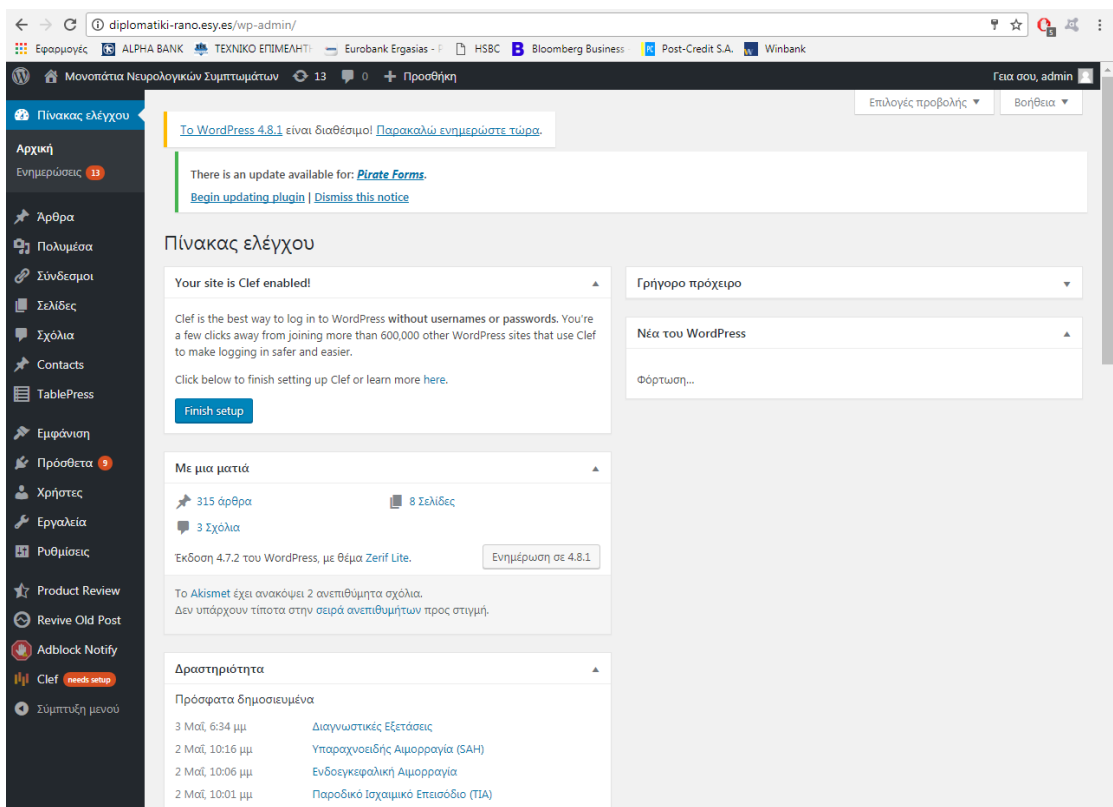 diplomatiki-rano.esy.es/wp-admin/
Εφαρμογές ALPHA BANK ΤΕΧΝΙΚΟ ΕΠΙΜΕΛΗΤ Eurobank Ergasias - HSBC Bloomberg Business Post-Credit S.A. Winbank
Μονοπάτια Νευρολογικών Συμπτωμάτων 13 0 Προσθήκη Γεια σου, admin
Επιλογές προβολής Βοήθεια
Πίνακας ελέγχου
Αρχική
Ενημερώσεις 13
Άρθρα
Πολυμέσα
Σύνδεσμοι
Σελίδες
Σχόλια
Contacts
TablePress
Εμφάνιση
Πρόσθετα 9
Χρήστες
Εργαλεία
Ρυθμίσεις
Product Review
Revive Old Post
Adblock Notify
Clef needs setup
Σύμπτυξη μενού
Το WordPress 4.8.1 είναι διαθέσιμο! Παρακαλώ ενημερώστε τώρα.
There is an update available for: Pirate Forms.
Begin updating plugin | Dismiss this notice
Πίνακας ελέγχου
Your site is Clef enabled!
Clef is the best way to log in to WordPress without usernames or passwords. You're
a few clicks away from joining more than 600,000 other WordPress sites that use Clef
to make logging in safer and easier.
Click below to finish setting up Clef or learn more here.
Finish setup
Με μια ματιά
315 άρθρα 8 Σελίδες
3 Σχόλια
Έκδοση 4.7.2 του WordPress, με θέμα Zerif Lite. Ενημέρωση σε 4.8.1
Το Akismet έχει ανακόψει 2 ανεπιθύμητα σχόλια.
Δεν υπάρχουν τίποτα στην σειρά ανεπιθυμήτων προς στιγμή.
Δραστηριότητα
Πρόσφατα δημοσιευμένα
3 Μαΐ, 6:34 μμ Διαγνωστικές Εξετάσεις
2 Μαΐ, 10:16 μμ Υπαραχνοειδής Αιμορραγία (SAH)
2 Μαΐ, 10:06 μμ Ενδοεγκεφαλική Αιμορραγία
2 Μαΐ, 10:01 μμ Παροδικό Ισχαιμικό Επεισόδιο (TIA)
Γρήγορο πρόχειρο
Νέα του WordPress
Φόρτωση...